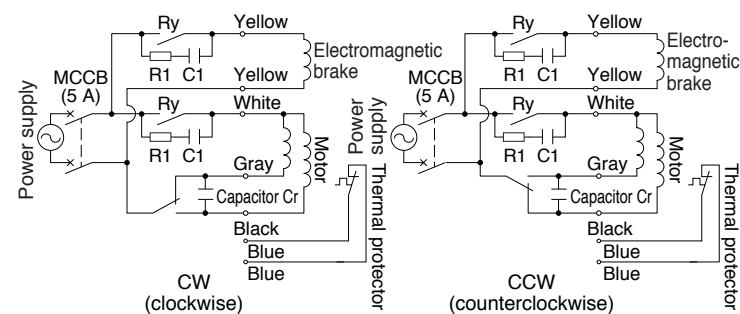 Ry
Yellow
Electromagnetic
brake
R1 C1
MCCB
(5 A)
Yellow
Ry
White
Power supply
R1 C1
Gray
Motor
Capacitor Cr
Black
Blue
Blue
Thermal protector
CW
(clockwise)
Ry
Yellow
Electro-
magnetic
brake
R1 C1
MCCB
(5 A)
Yellow
Ry
White
Power
supply
R1 C1
Gray
Motor
Capacitor Cr
Black
Blue
Blue
Thermal protector
CCW
(counterclockwise)